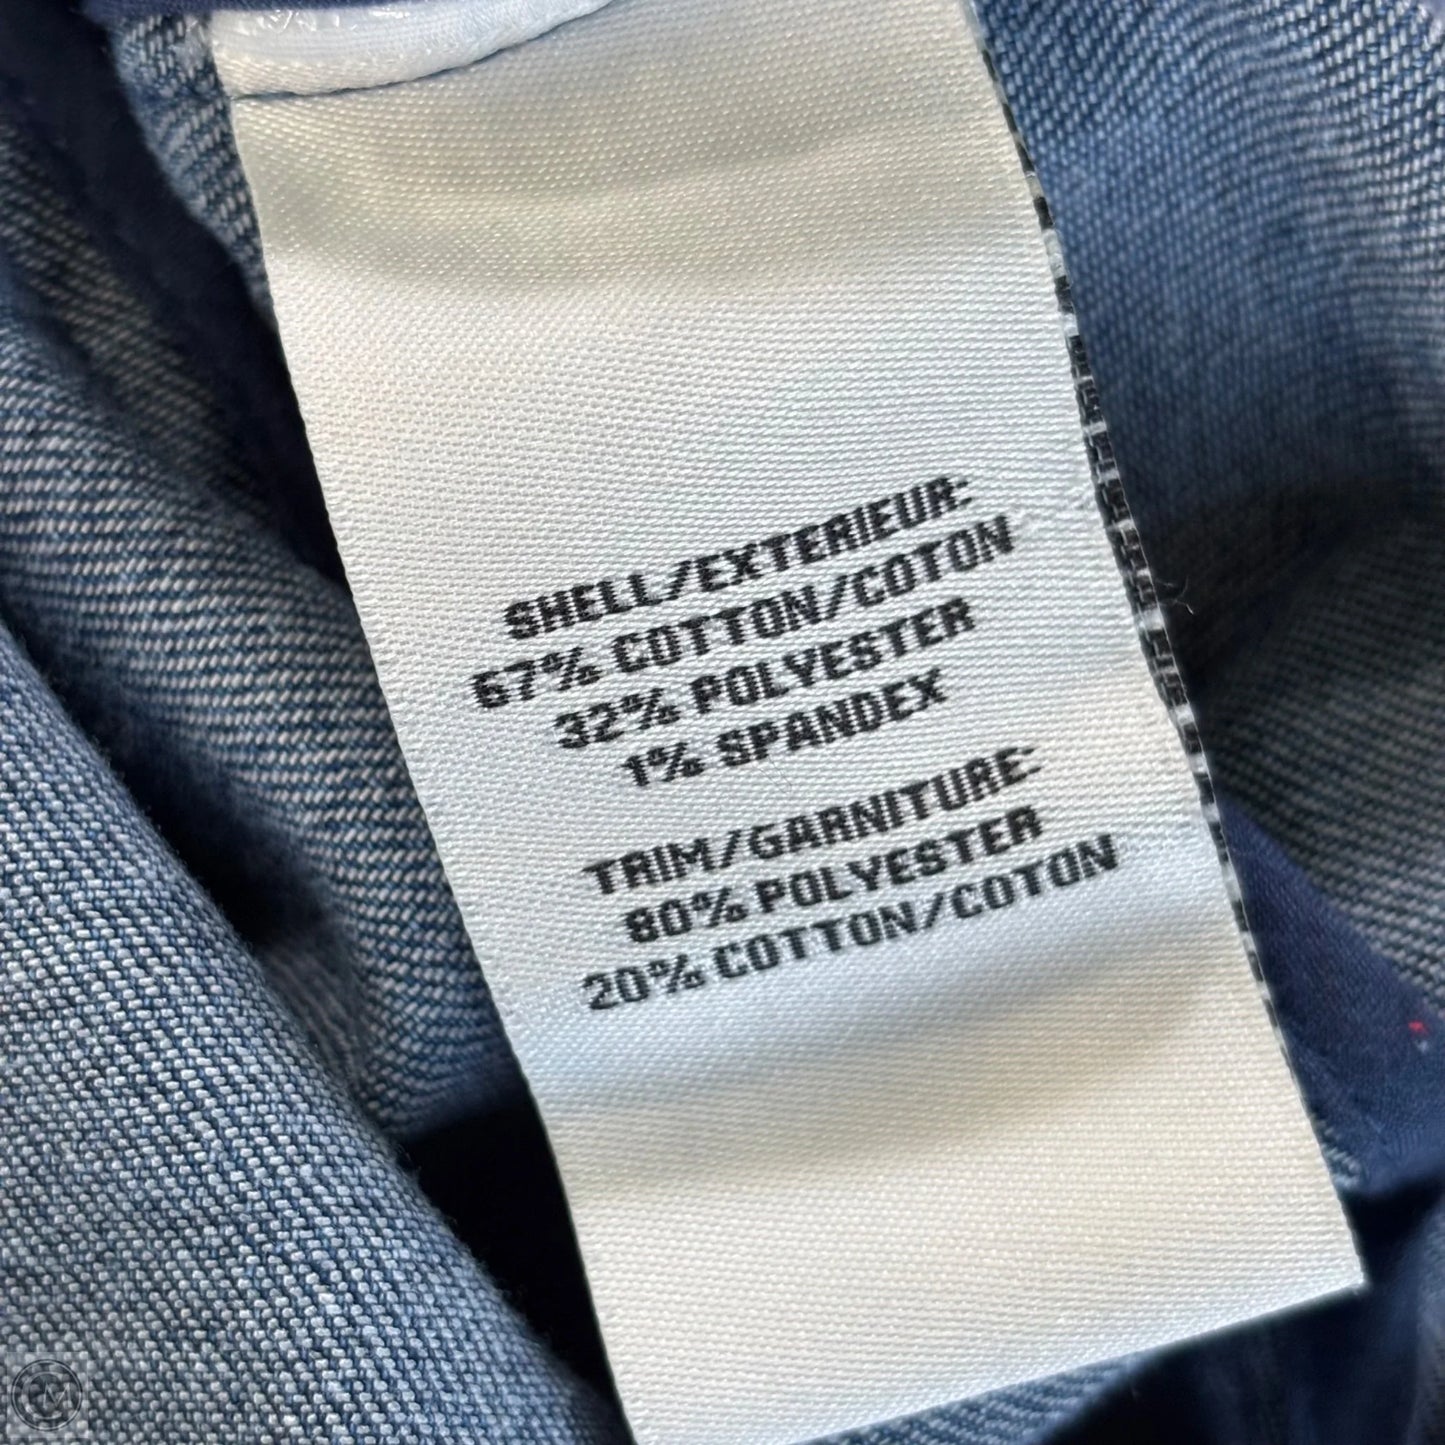 SHELL/EXTERIEUR:
67% COTTON/COTON
32% POLYESTER
1% SPANDEX
TRIM/GARNITURE:
80% POLYESTER
20% COTTON/COTON